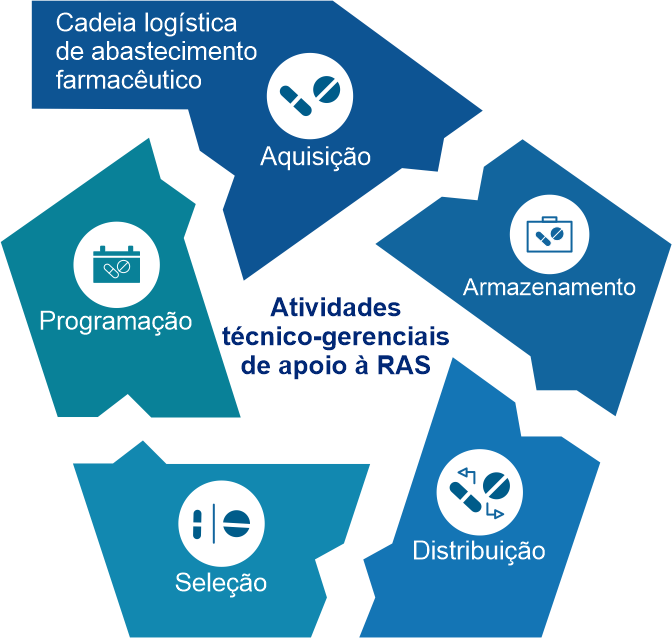 Cadeia logística
de abastecimento
farmacêutico
Aquisição
Armazenamento
Programação
Atividades
técnico-gerenciais
de apoio à RAS
Distribuição
Seleção